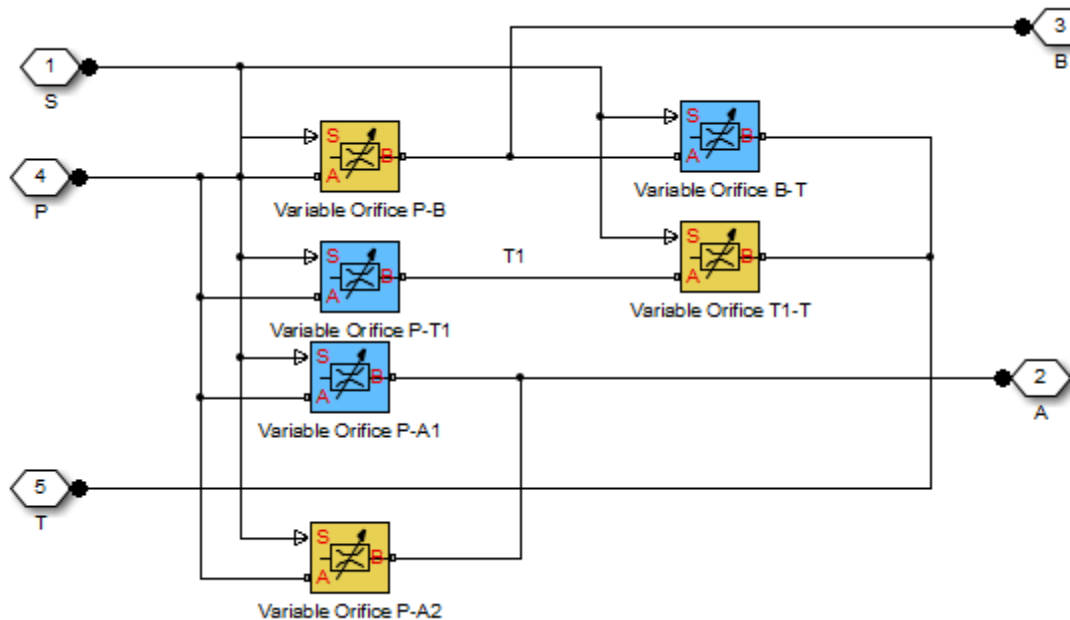 3
B
1
S
S
A
B
Variable Orifice P-B
S
A
B
Variable Orifice B-T
4
P
S
A
B
Variable Orifice P-T1
T1
S
A
B
Variable Orifice T1-T
S
A
B
Variable Orifice P-A1
2
A
5
T
S
A
B
Variable Orifice P-A2